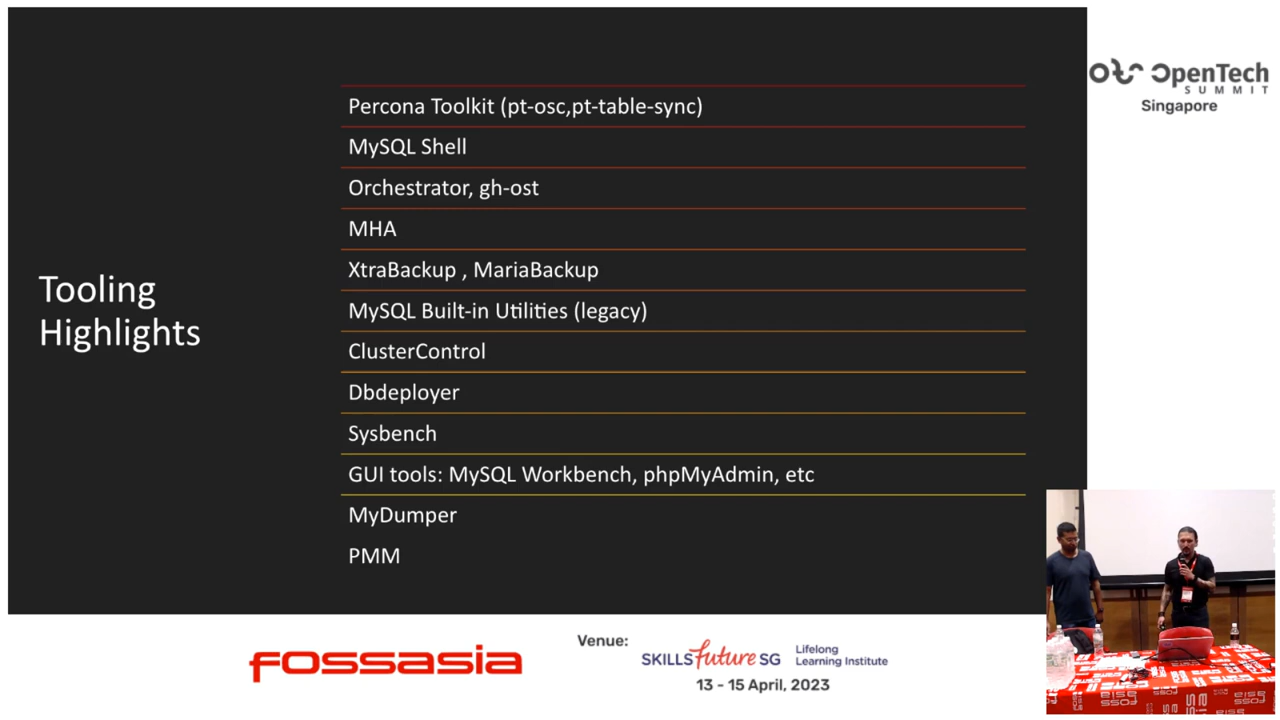 Tooling
Highlights
Percona Toolkit (pt-osc,pt-table-sync)
MySQL Shell
Orchestrator, gh-ost
MHA
XtraBackup , MariaBackup
MySQL Built-in Utilities (legacy)
ClusterControl
Dbdeployer
Sysbench
GUI tools: MySQL Workbench, phpMyAdmin, etc
MyDumper
PMM
OpenTech
SUMMIT
Singapore
fossasia
Venue:
SKILLSfuture SG
Lifelong
Learning Institute
13 - 15 April, 2023